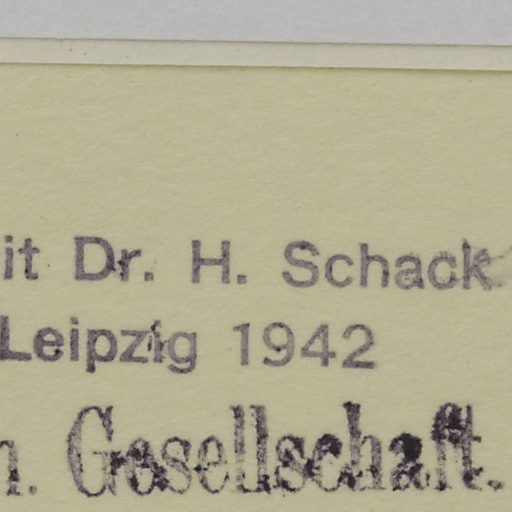 it Dr. H. Schack
Leipzig 1942
n. Gesellschaft.